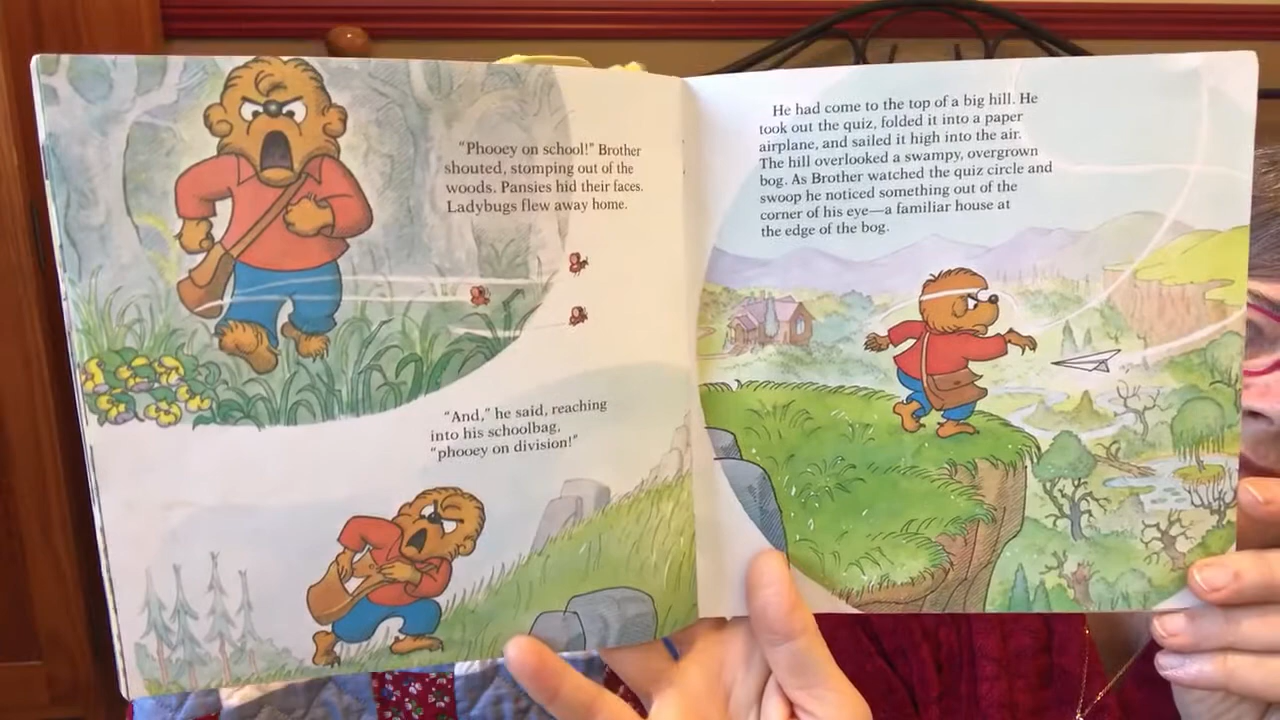 "Phooey on school!" Brother
shouted, stomping out of the
woods. Pansies hid their faces.
Ladybugs flew away home.
"And," he said, reaching
into his schoolbag,
"phooey on division!"
He had come to the top of a big hill. He
took out the quiz, folded it into a paper
airplane, and sailed it high into the air.
The hill overlooked a swampy, overgrown
bog. As Brother watched the quiz circle and
swoop he noticed something out of the
corner of his eye—a familiar house at
the edge of the bog.